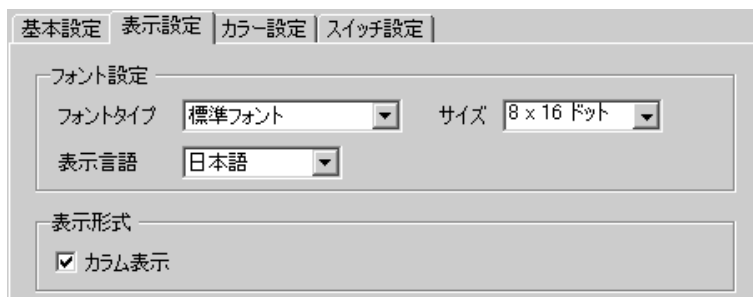 基本設定 表示設定 カラー設定 スイッチ設定
フォント設定
フォントタイプ 標準フォント サイズ 8 x 16 ドット
表示言語 日本語
表示形式
カラム表示